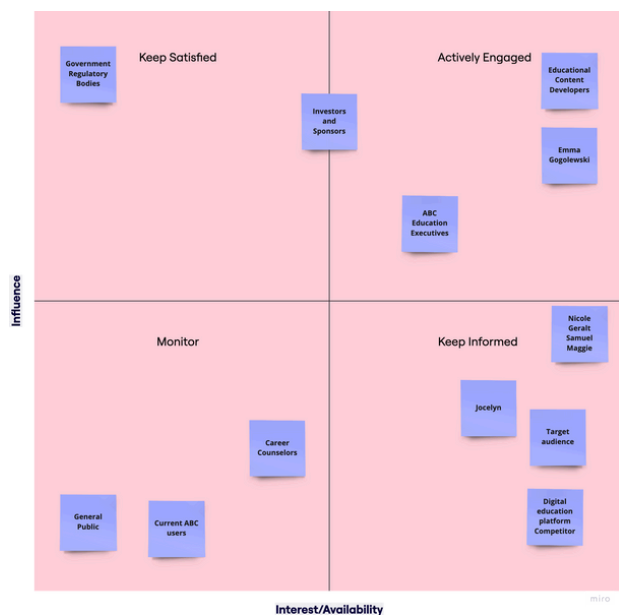 Keep Satisfied
Actively Engaged
Government
Regulatory
Bodies
Educational
Content
Developers
Investors
and
Sponsors
Emma
Gogolewski
ABC
Education
Executives
Influence
Monitor
Keep Informed
Nicole
Geralt
Samuel
Maggie
Jocelyn
Target
audience
Career
Counselors
General
Public
Current ABC
users
Digital
education
platform
Competitor
miro
Interest/Availability